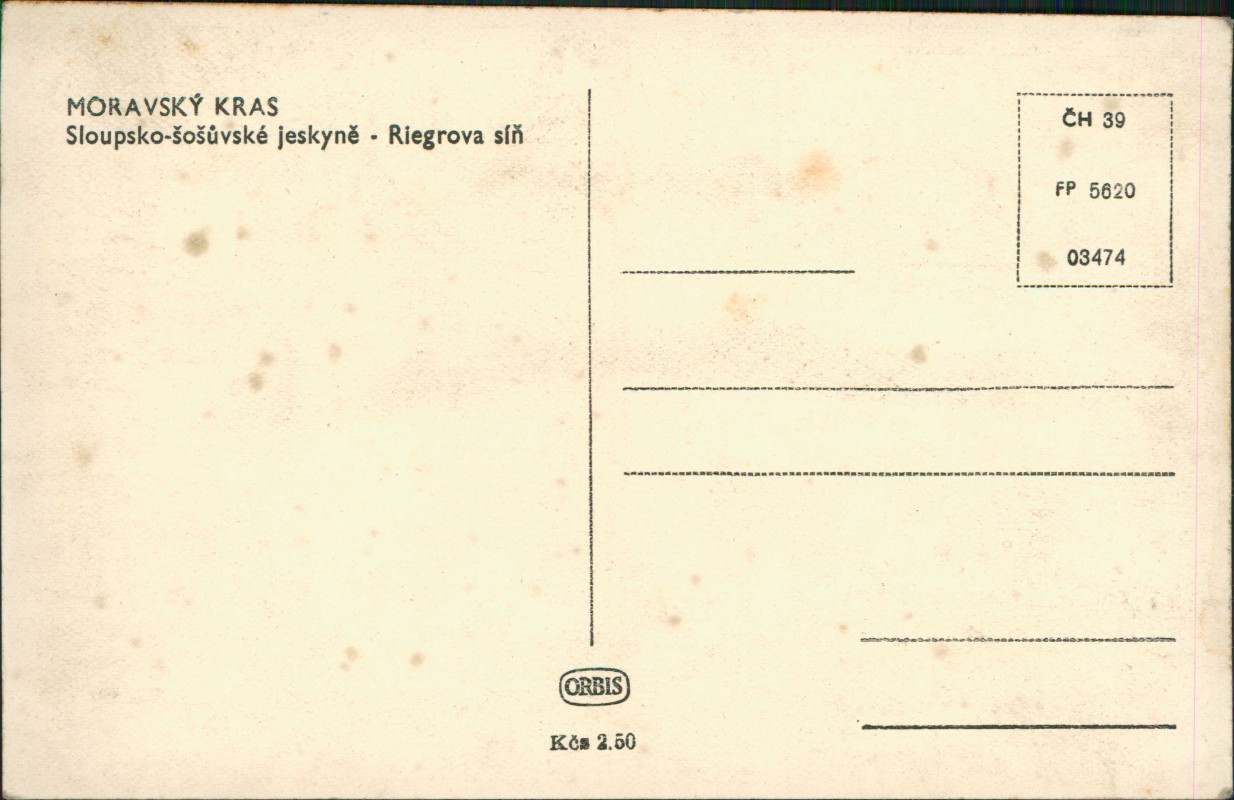 MORAVSKÝ KRAS
Sloupsko-šošůvské jeskyně - Riegrova síň
ČH 39
FP 5620
03474
ORBIS
Kčs 2.50